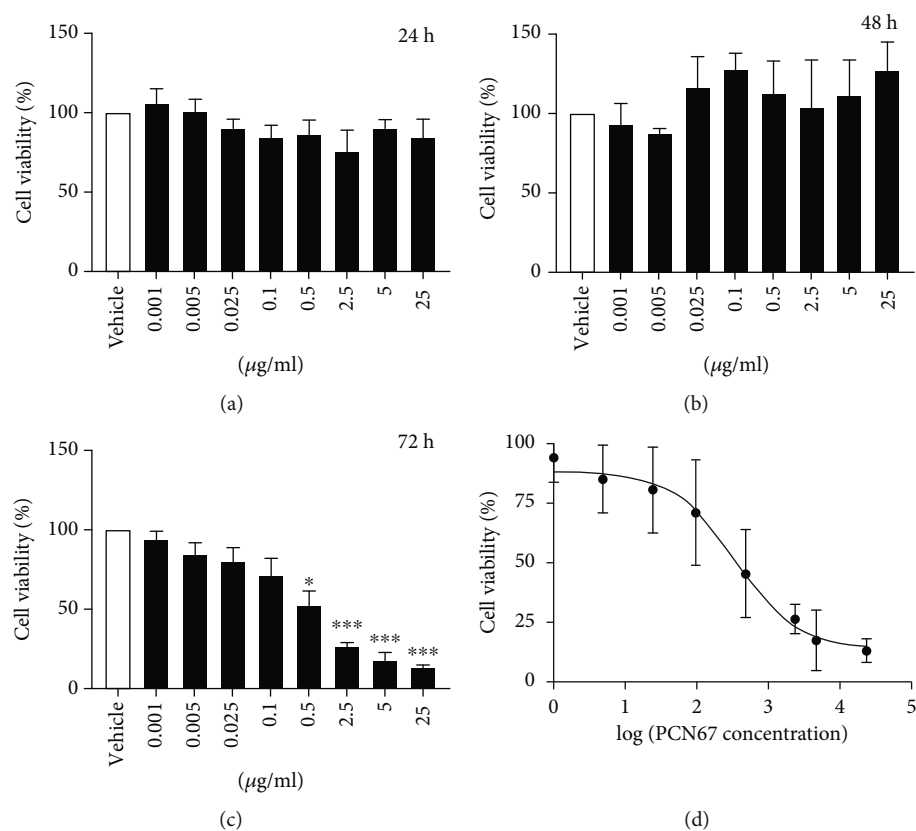 150
100
50
0
Cell viability (%)
24 h
Vehicle
0.001
0.005
0.025
0.1
0.5
2.5
5
25
(μg/ml)
(a)
150
100
50
0
Cell viability (%)
48 h
Vehicle
0.001
0.005
0.025
0.1
0.5
2.5
5
25
(μg/ml)
(b)
150
100
50
0
Cell viability (%)
72 h
*
***
***
***
Vehicle
0.001
0.005
0.025
0.1
0.5
2.5
5
25
(μg/ml)
(c)
100
75
50
25
0
Cell viability (%)
0 1 2 3 4 5
log (PCN67 concentration)
(d)